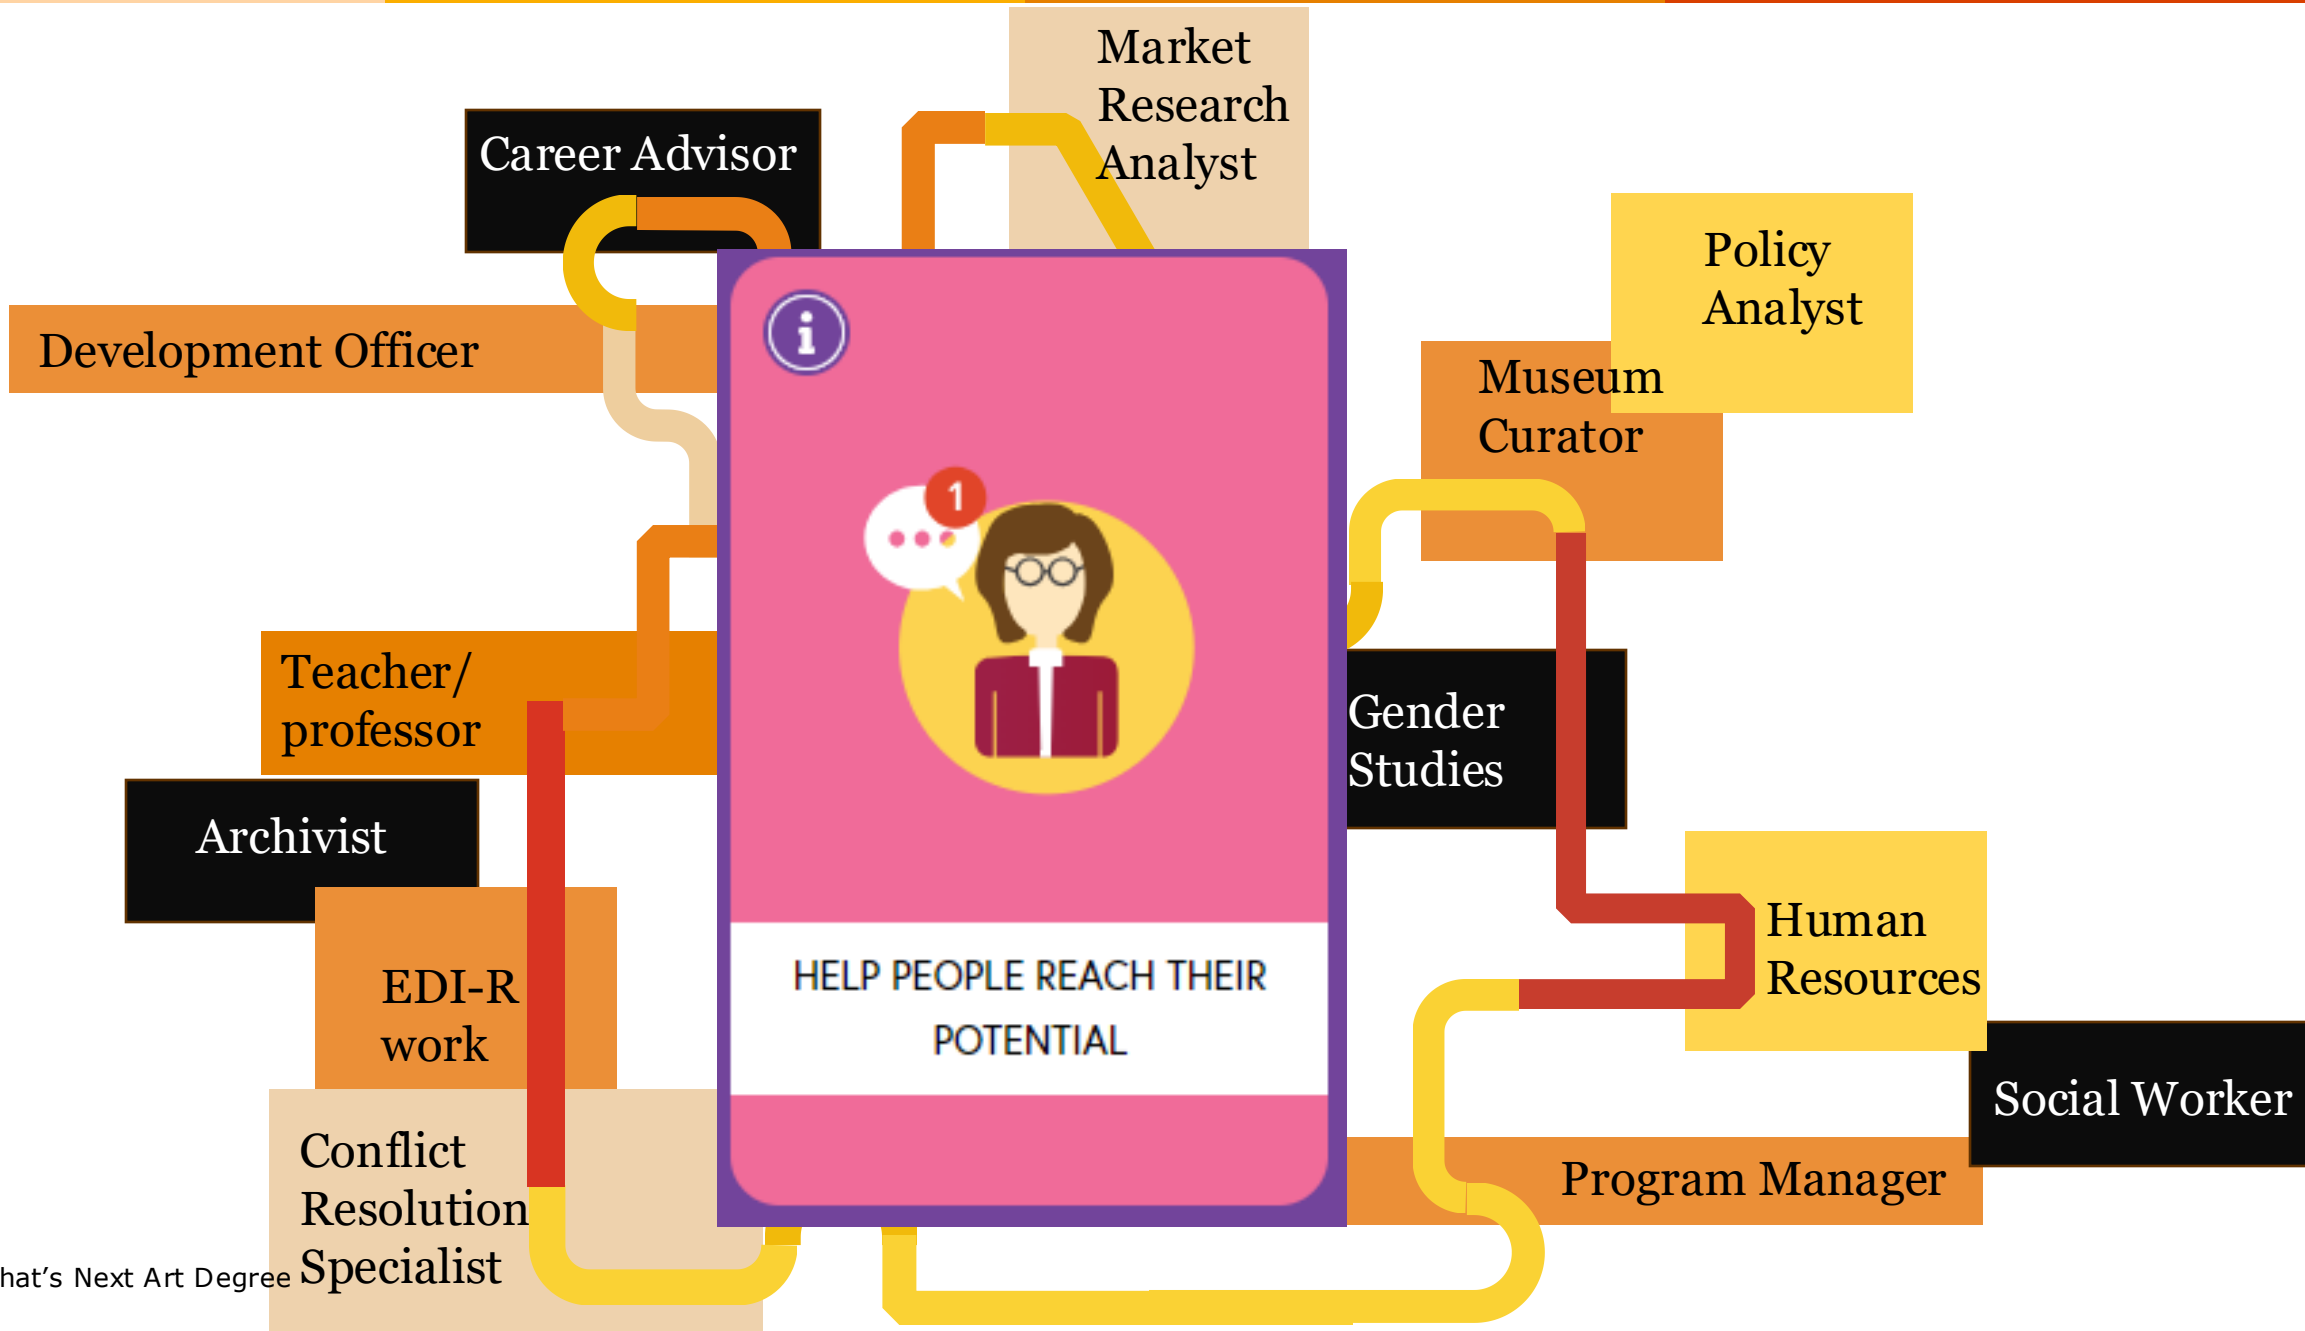 Market
Research
Analyst
Career Advisor
Policy
Analyst
Development Officer
Museum
Curator
1
Teacher/
professor
Gender
Studies
Archivist
Human
Resources
EDI-R
work
HELP PEOPLE REACH THEIR
POTENTIAL
Social Worker
Conflict
Resolution
Specialist
Program Manager
hat’s Next Art Degree